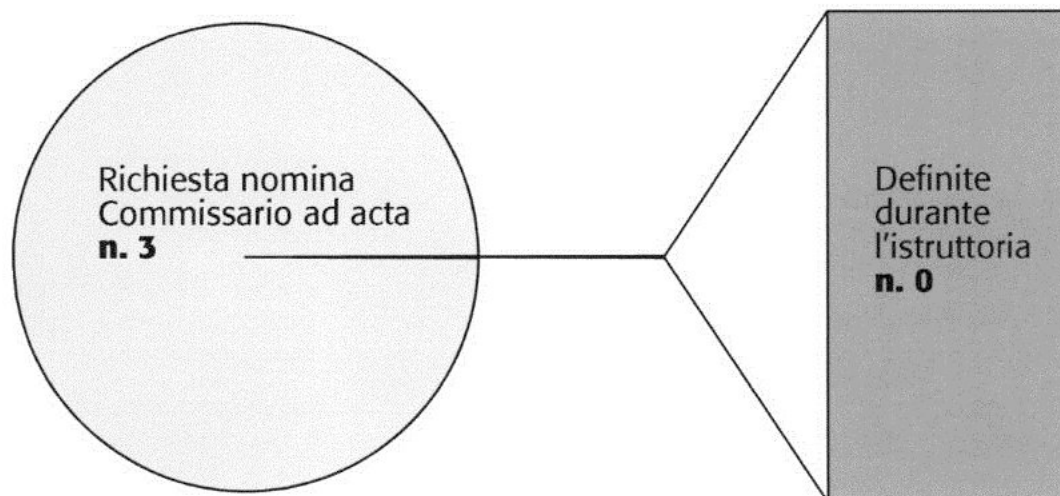 Richiesta nomina
Commissario ad acta
n. 3
Definite
durante
l'istruttoria
n. 0